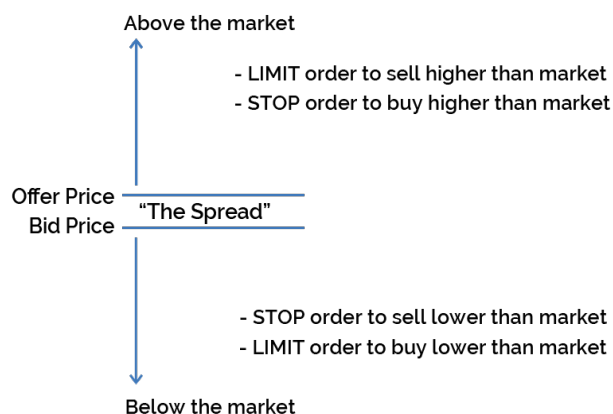 Above the market
- LIMIT order to sell higher than market
- STOP order to buy higher than market
Offer Price
“The Spread”
Bid Price
- STOP order to sell lower than market
- LIMIT order to buy lower than market
Below the market